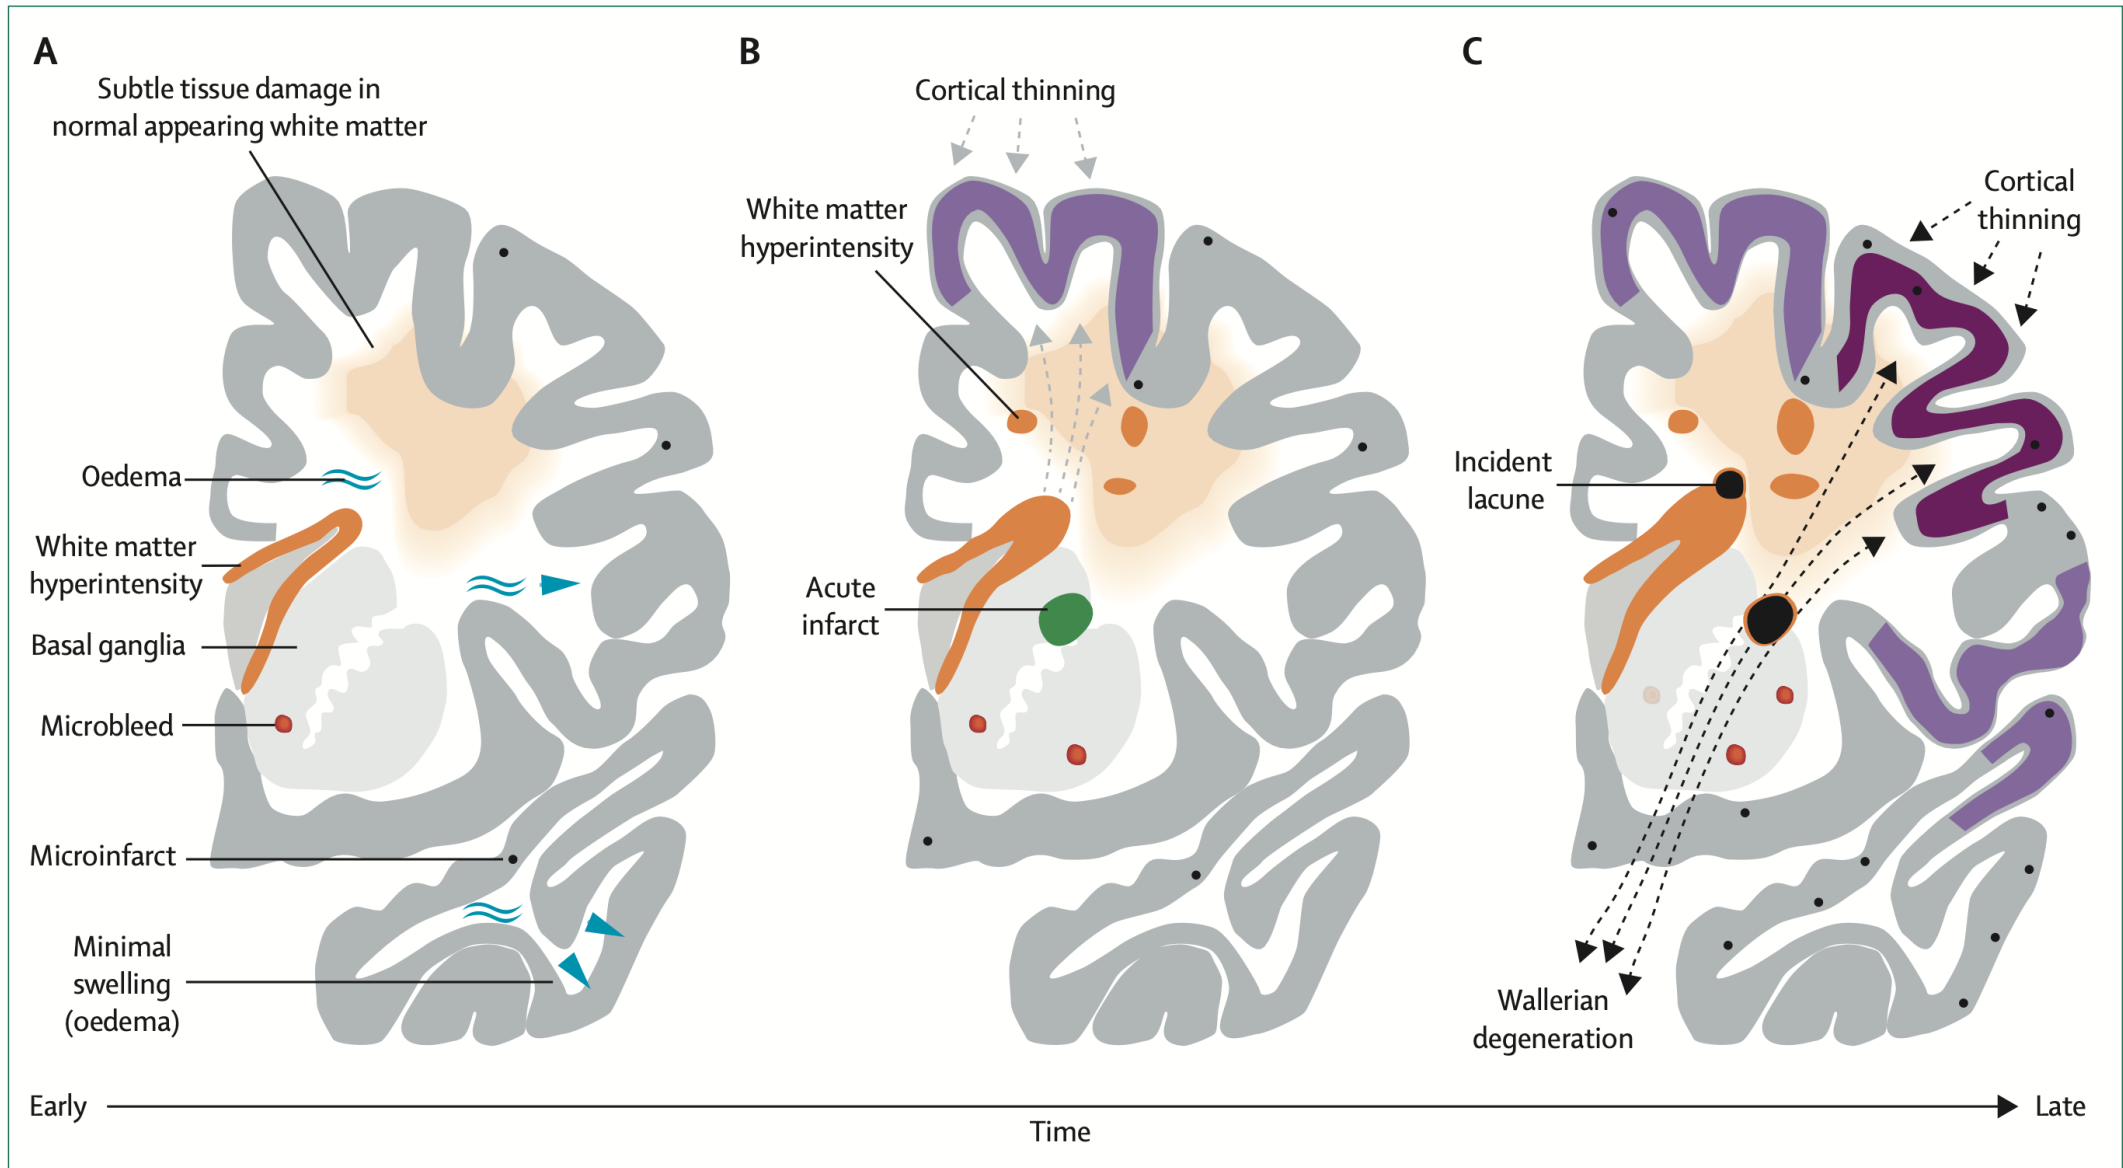 A
Subtle tissue damage in
normal appearing white matter
Oedema
White matter
hyperintensity
Basal ganglia
Microbleed
Microinfarct
Minimal
swelling
(oedema)
B
Cortical thinning
White matter
hyperintensity
Acute
infarct
C
Cortical
thinning
Incident
lacune
Wallerian
degeneration
Early
Time
Late